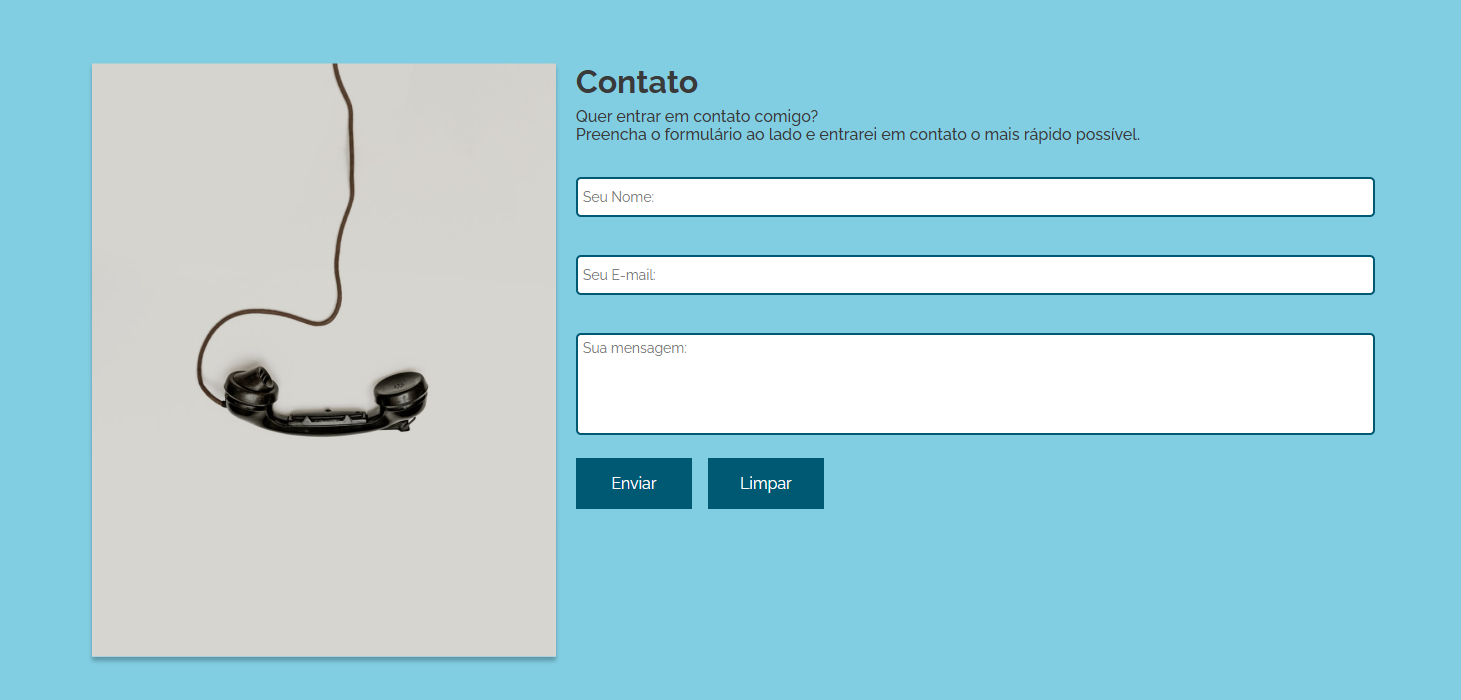 Contato
Quer entrar em contato comigo?
Preencha o formulário ao lado e entrarei em contato o mais rápido possível.
Seu Nome:
Seu E-mail:
Sua mensagem:
Enviar
Limpar